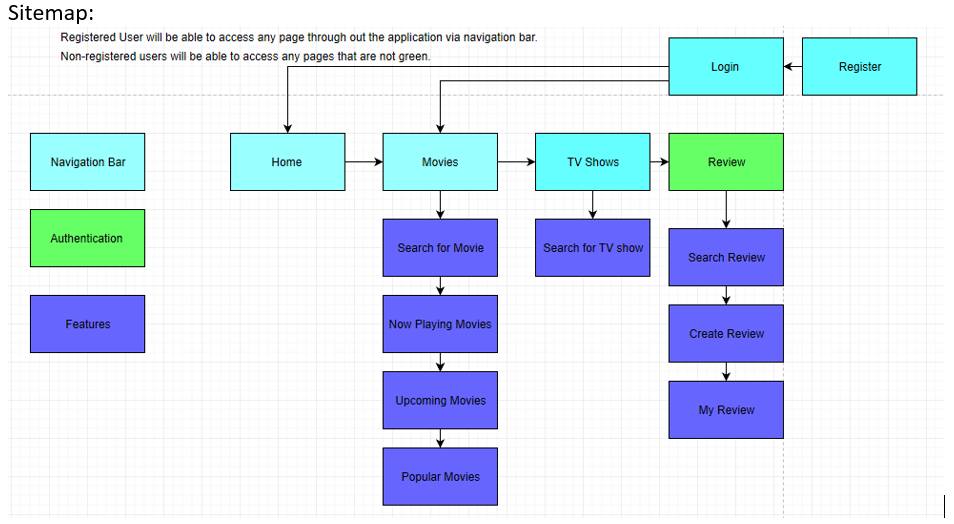 Sitemap:
Registered User will be able to access any page through out the application via navigation bar.
Non-registered users will be able to access any pages that are not green.
Login
Register
Navigation Bar
Home
Movies
TV Shows
Review
Authentication
Search for Movie
Search for TV show
Search Review
Features
Now Playing Movies
Create Review
Upcoming Movies
My Review
Popular Movies